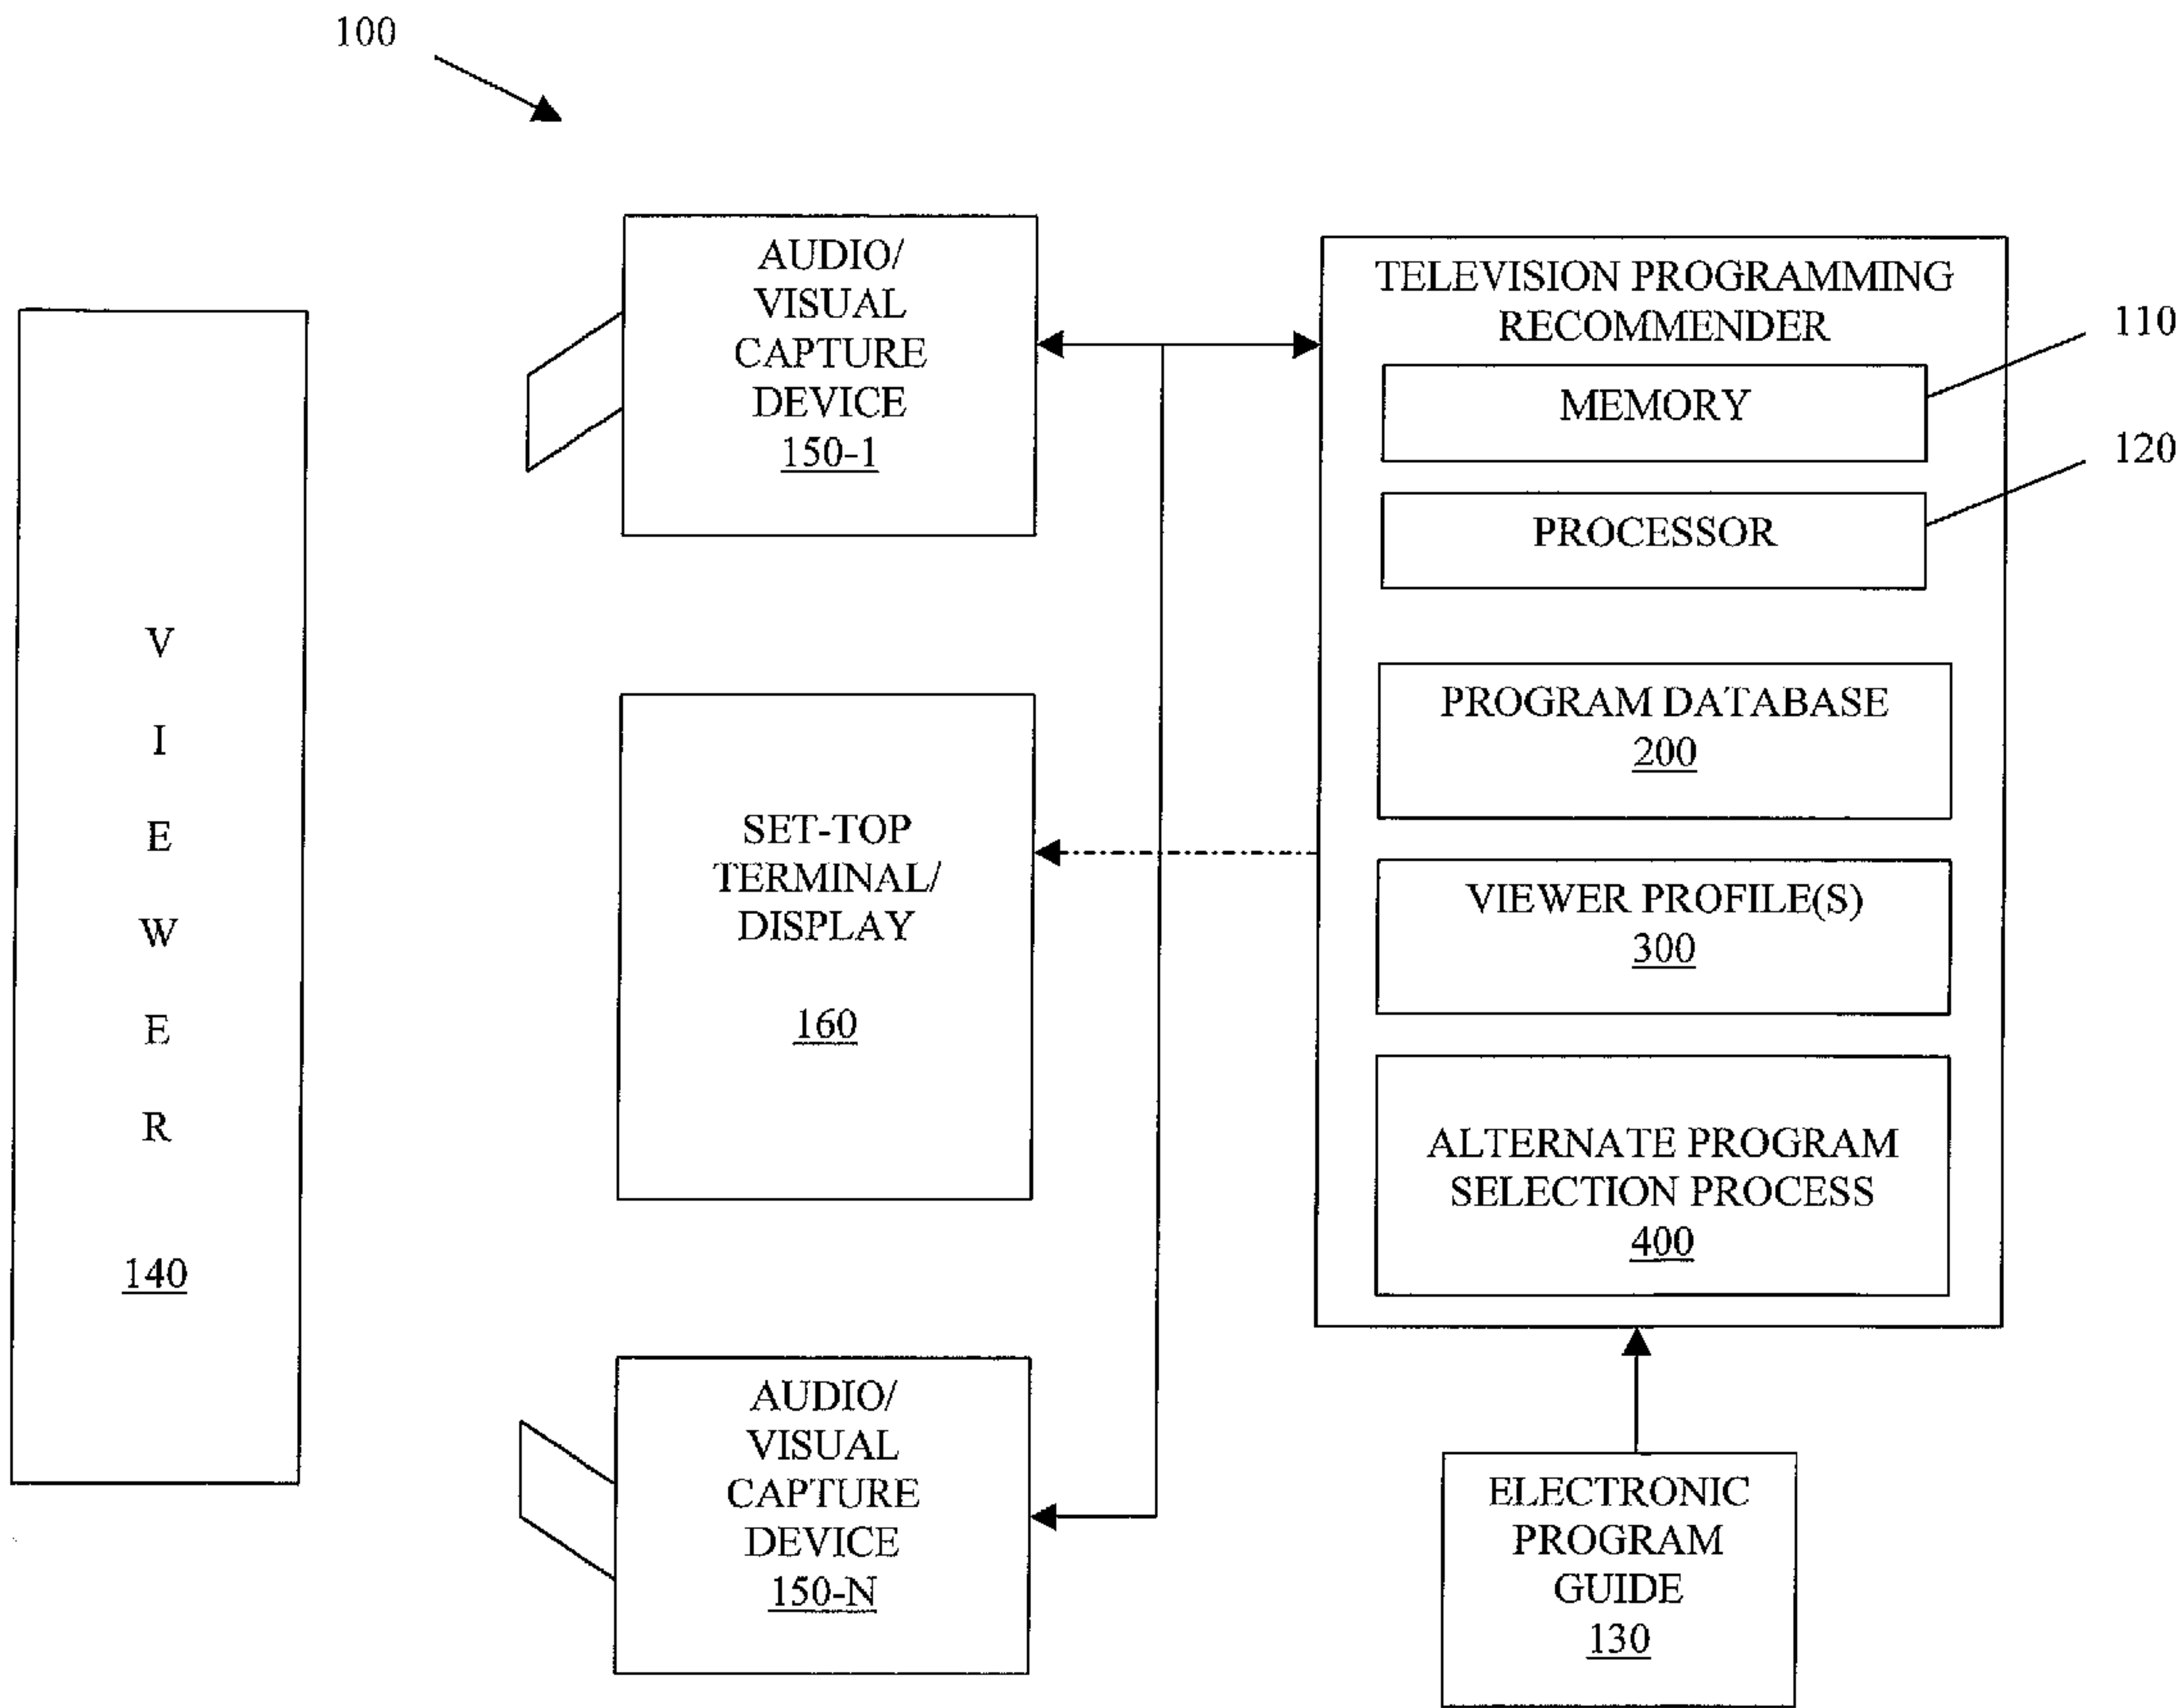 100
AUDIO/
VISUAL
CAPTURE
DEVICE
150-1
TELEVISION PROGRAMMING
RECOMMENDER
MEMORY
110
PROCESSOR
120
PROGRAM DATABASE
200
VIEWER PROFILE(S)
300
ALTERNATE PROGRAM
SELECTION PROCESS
400
V
I
E
W
E
R
140
SET-TOP
TERMINAL/
DISPLAY
160
AUDIO/
VISUAL
CAPTURE
DEVICE
150-N
ELECTRONIC
PROGRAM
GUIDE
130